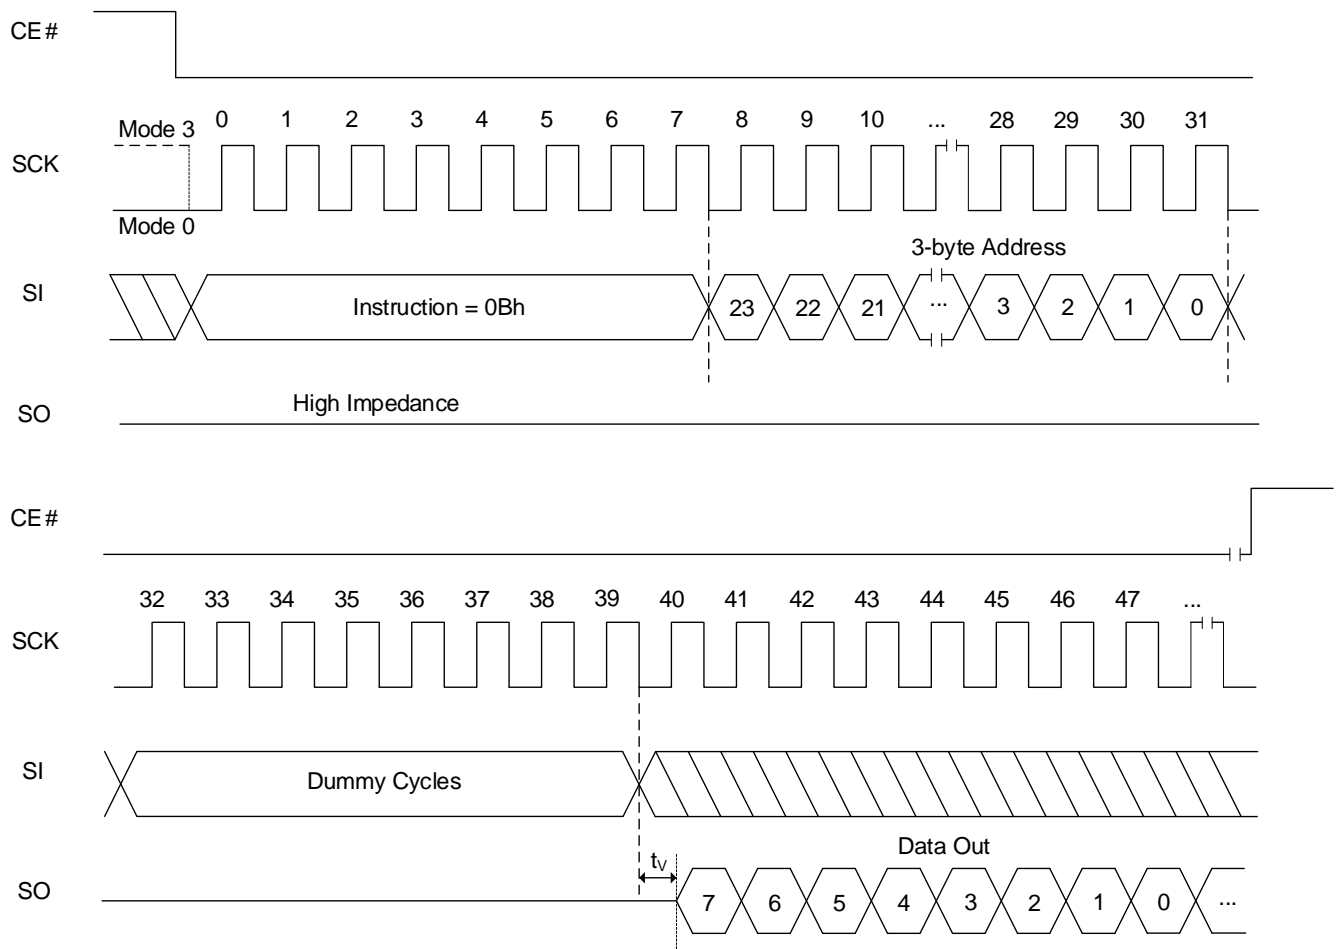 CE#
Mode 3 0 1 2 3 4 5 6 7 8 9 10 ... 28 29 30 31
SCK
Mode 0
3-byte Address
SI Instruction = 0Bh 23 22 21 ... 3 2 1 0
High Impedance
SO
CE#
32 33 34 35 36 37 38 39 40 41 42 43 44 45 46 47 ...
SCK
SI Dummy Cycles
Data Out
tV
SO 7 6 5 4 3 2 1 0 ...